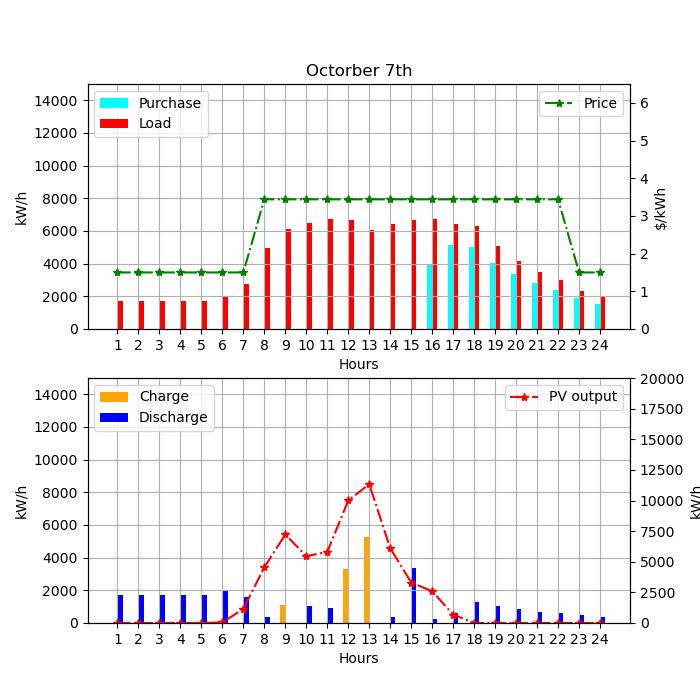 Octorber 7th
Purchase
Load
Price
14000
12000
10000
8000
6000
4000
2000
0
kW/h
6
5
4
3
2
1
0
$/kWh
1 2 3 4 5 6 7 8 9 10 11 12 13 14 15 16 17 18 19 20 21 22 23 24
Hours
Charge
Discharge
PV output
14000
12000
10000
8000
6000
4000
2000
0
kW/h
20000
17500
15000
12500
10000
7500
5000
2500
0
kW/h
1 2 3 4 5 6 7 8 9 10 11 12 13 14 15 16 17 18 19 20 21 22 23 24
Hours